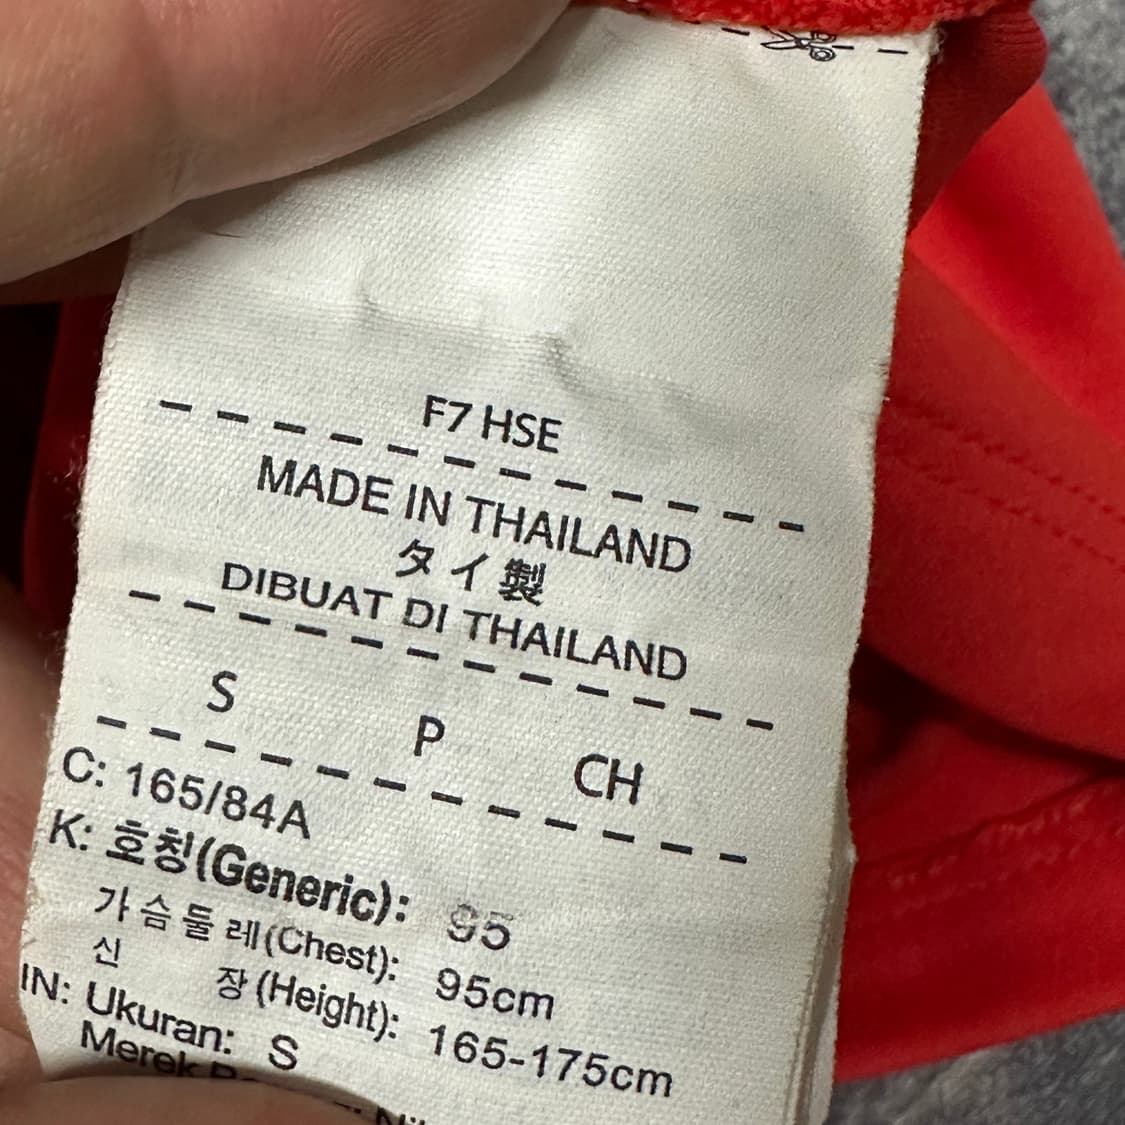 F7 HSE
MADE IN THAILAND
タイ製
DIBUAT DI THAILAND
S P CH
C: 165/84A
K: 호칭(Generic): 95
가슴둘레(Chest): 95cm
신 장(Height): 165-175cm
IN: Ukuran: S
Merek